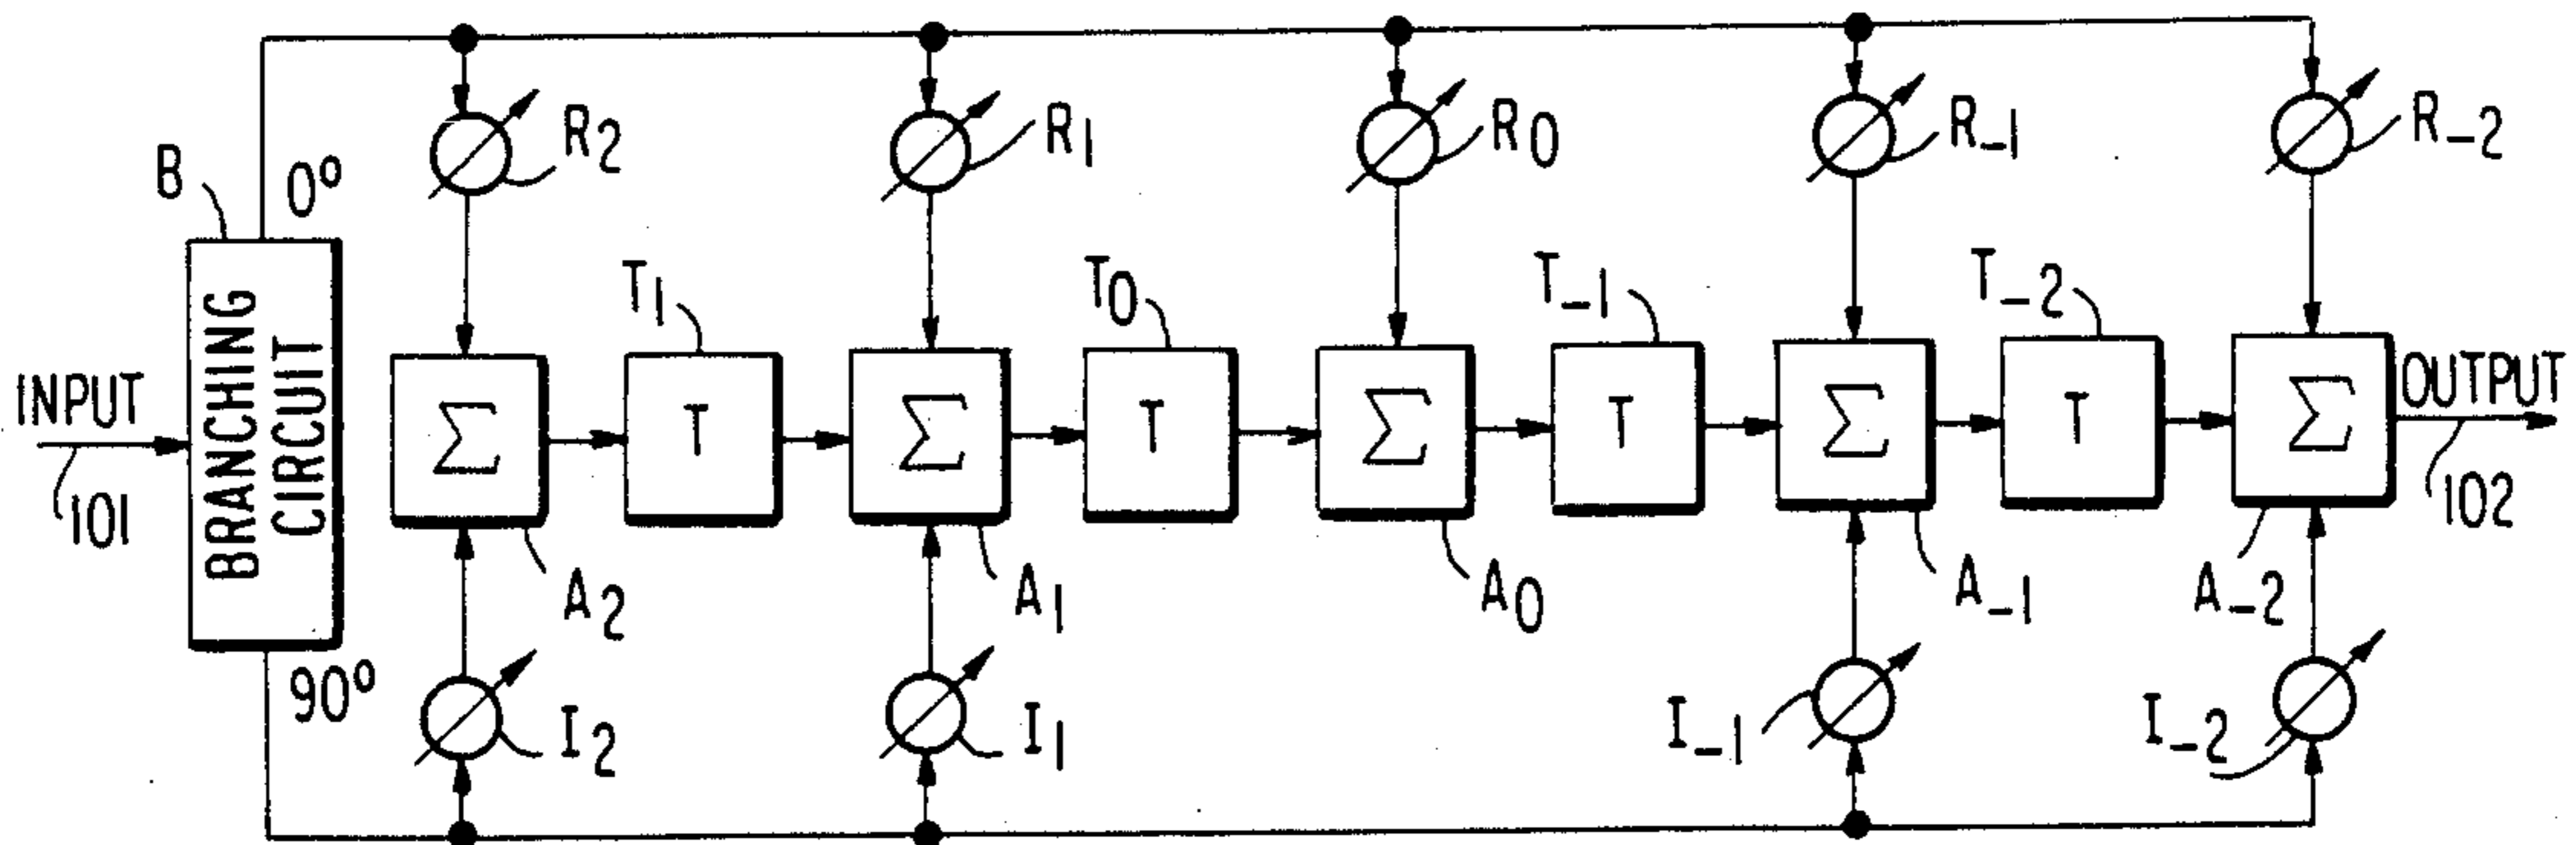 R2
R1
R0
R-1
R-2
B
0°
T1
T0
T-1
T-2
INPUT
BRANCHING
CIRCUIT
Σ
T
Σ
T
Σ
T
Σ
T
Σ
OUTPUT
101
102
A2
A1
A0
A-1
A-2
90°
I2
I1
I-1
I-2